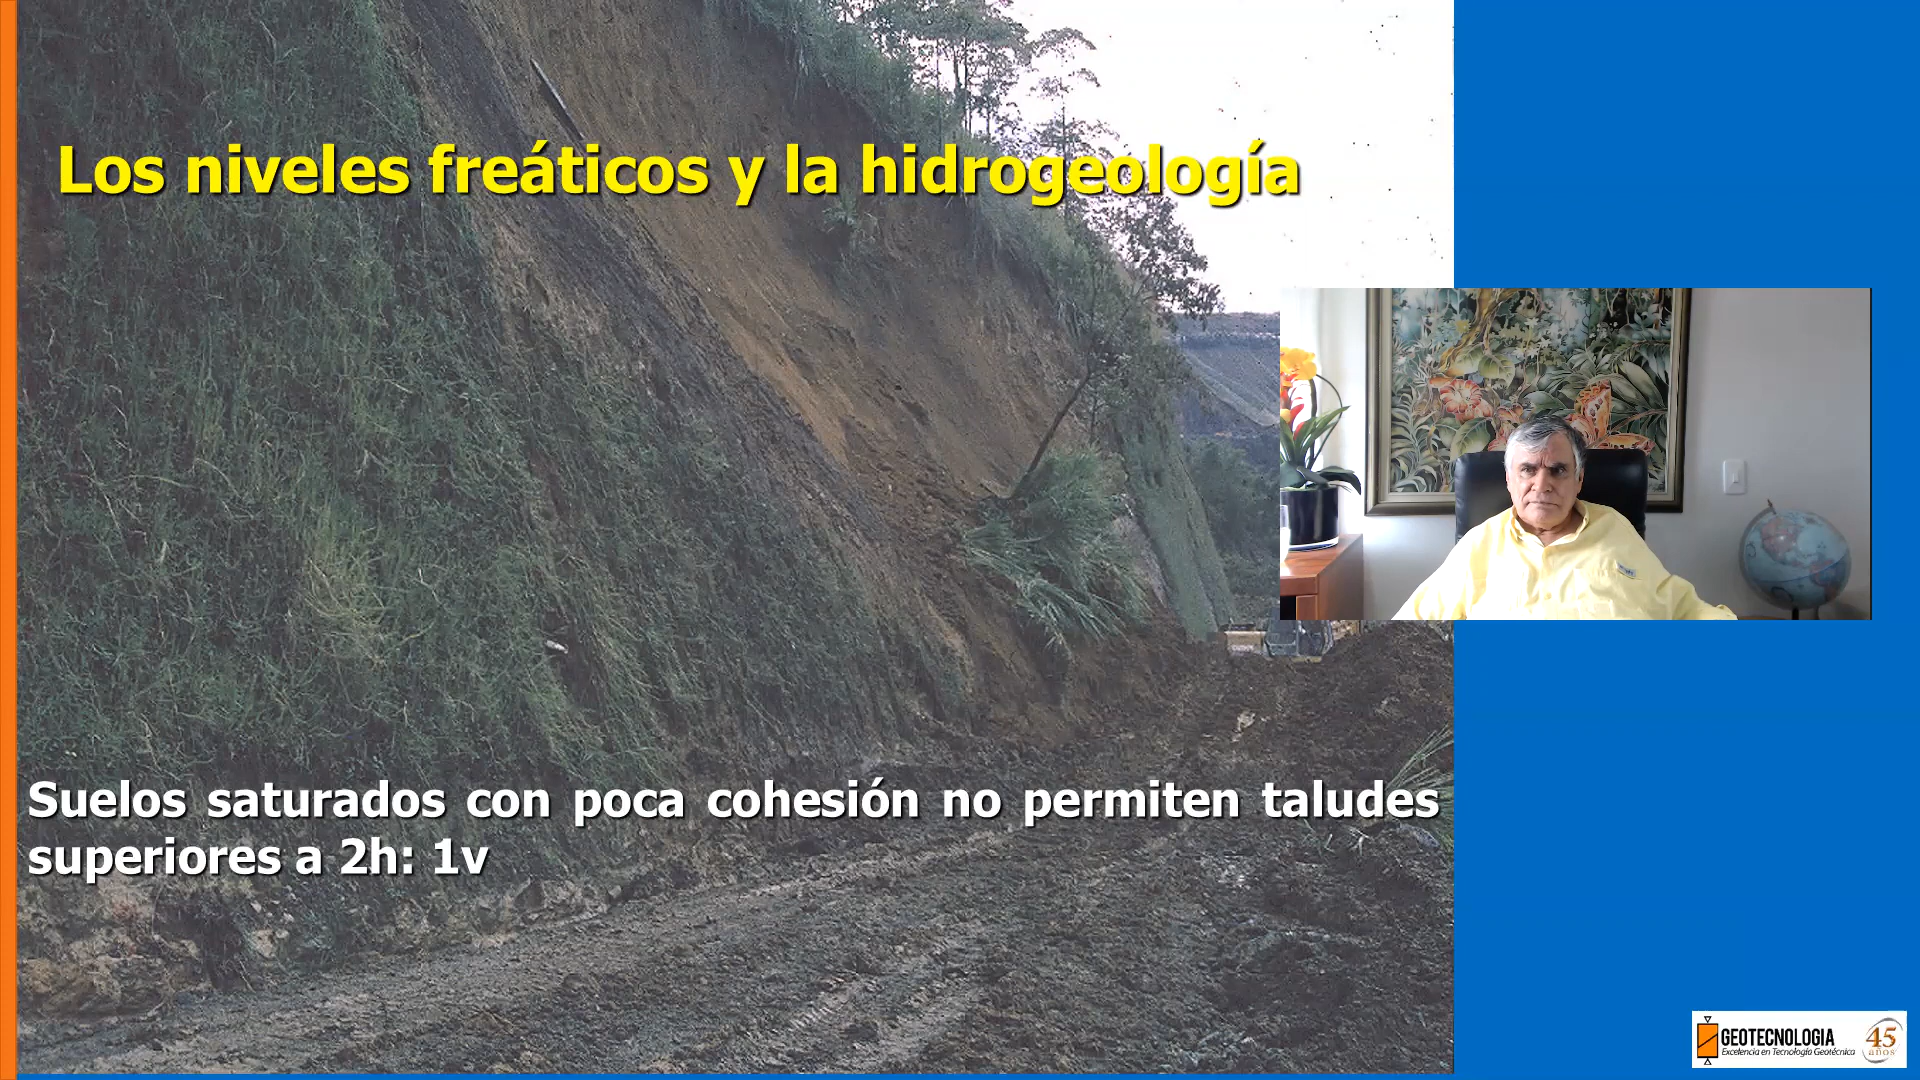 Los niveles freáticos y la hidrogeología
Suelos saturados con poca cohesión no permiten taludes
superiores a 2h: 1v
GEOTECNOLOGIA
Excelencia en Tecnología Geotécnica
45
años